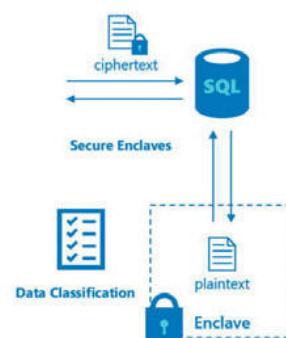 ciphertext
SQL
Secure Enclaves
plaintext
Data Classification
Enclave